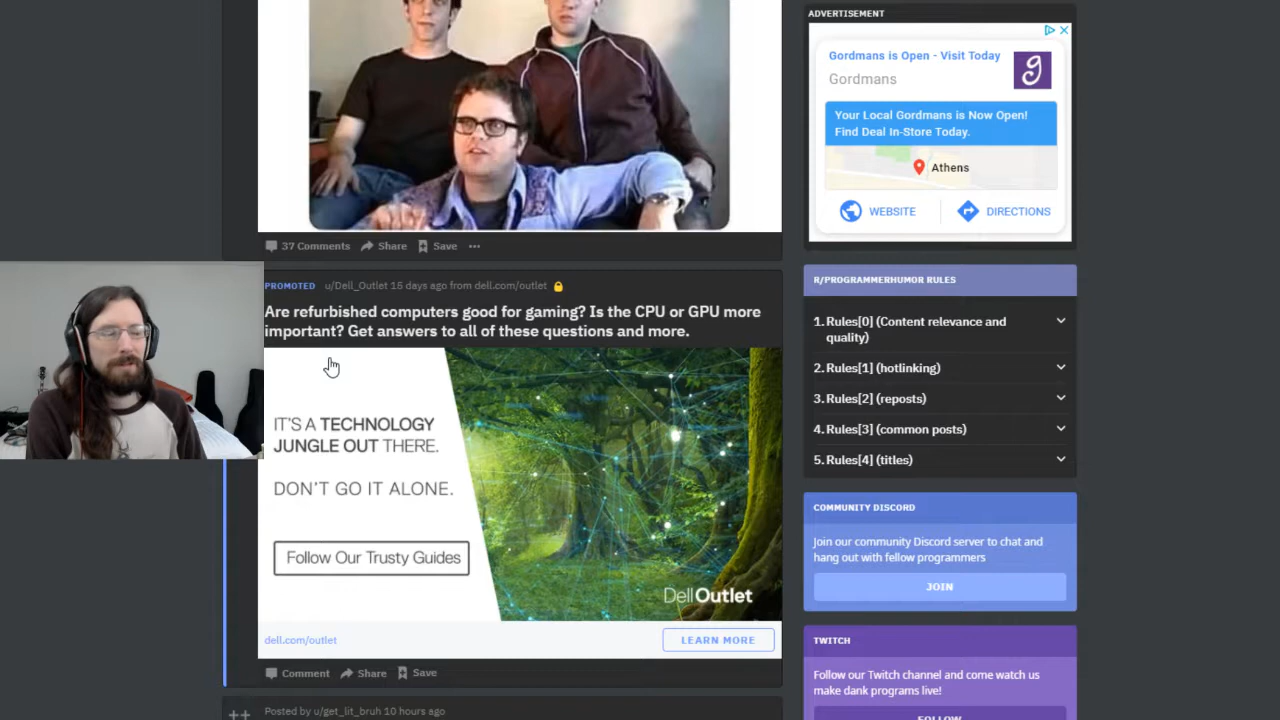 37 Comments Share Save
PROMOTED u/Dell_Outlet 15 days ago from dell.com/outlet
Are refurbished computers good for gaming? Is the CPU or GPU more
important? Get answers to all of these questions and more.
IT'S A TECHNOLOGY
JUNGLE OUT THERE.
DON'T GO IT ALONE.
Follow Our Trusty Guides
DellOutlet
dell.com/outlet LEARN MORE
Comment Share Save
Posted by u/get_lit_bruh 10 hours ago
ADVERTISEMENT
Gordmans is Open - Visit Today
Gordmans
g
Your Local Gordmans is Now Open!
Find Deal In-Store Today.
Athens
WEBSITE DIRECTIONS
R/PROGRAMMERHUMOR RULES
1. Rules[0] (Content relevance and
quality)
2. Rules[1] (hotlinking)
3. Rules[2] (reposts)
4. Rules[3] (common posts)
5. Rules[4] (titles)
COMMUNITY DISCORD
Join our community Discord server to chat and
hang out with fellow programmers
JOIN
TWITCH
Follow our Twitch channel and come watch us
make dank programs live!
FOLLOW